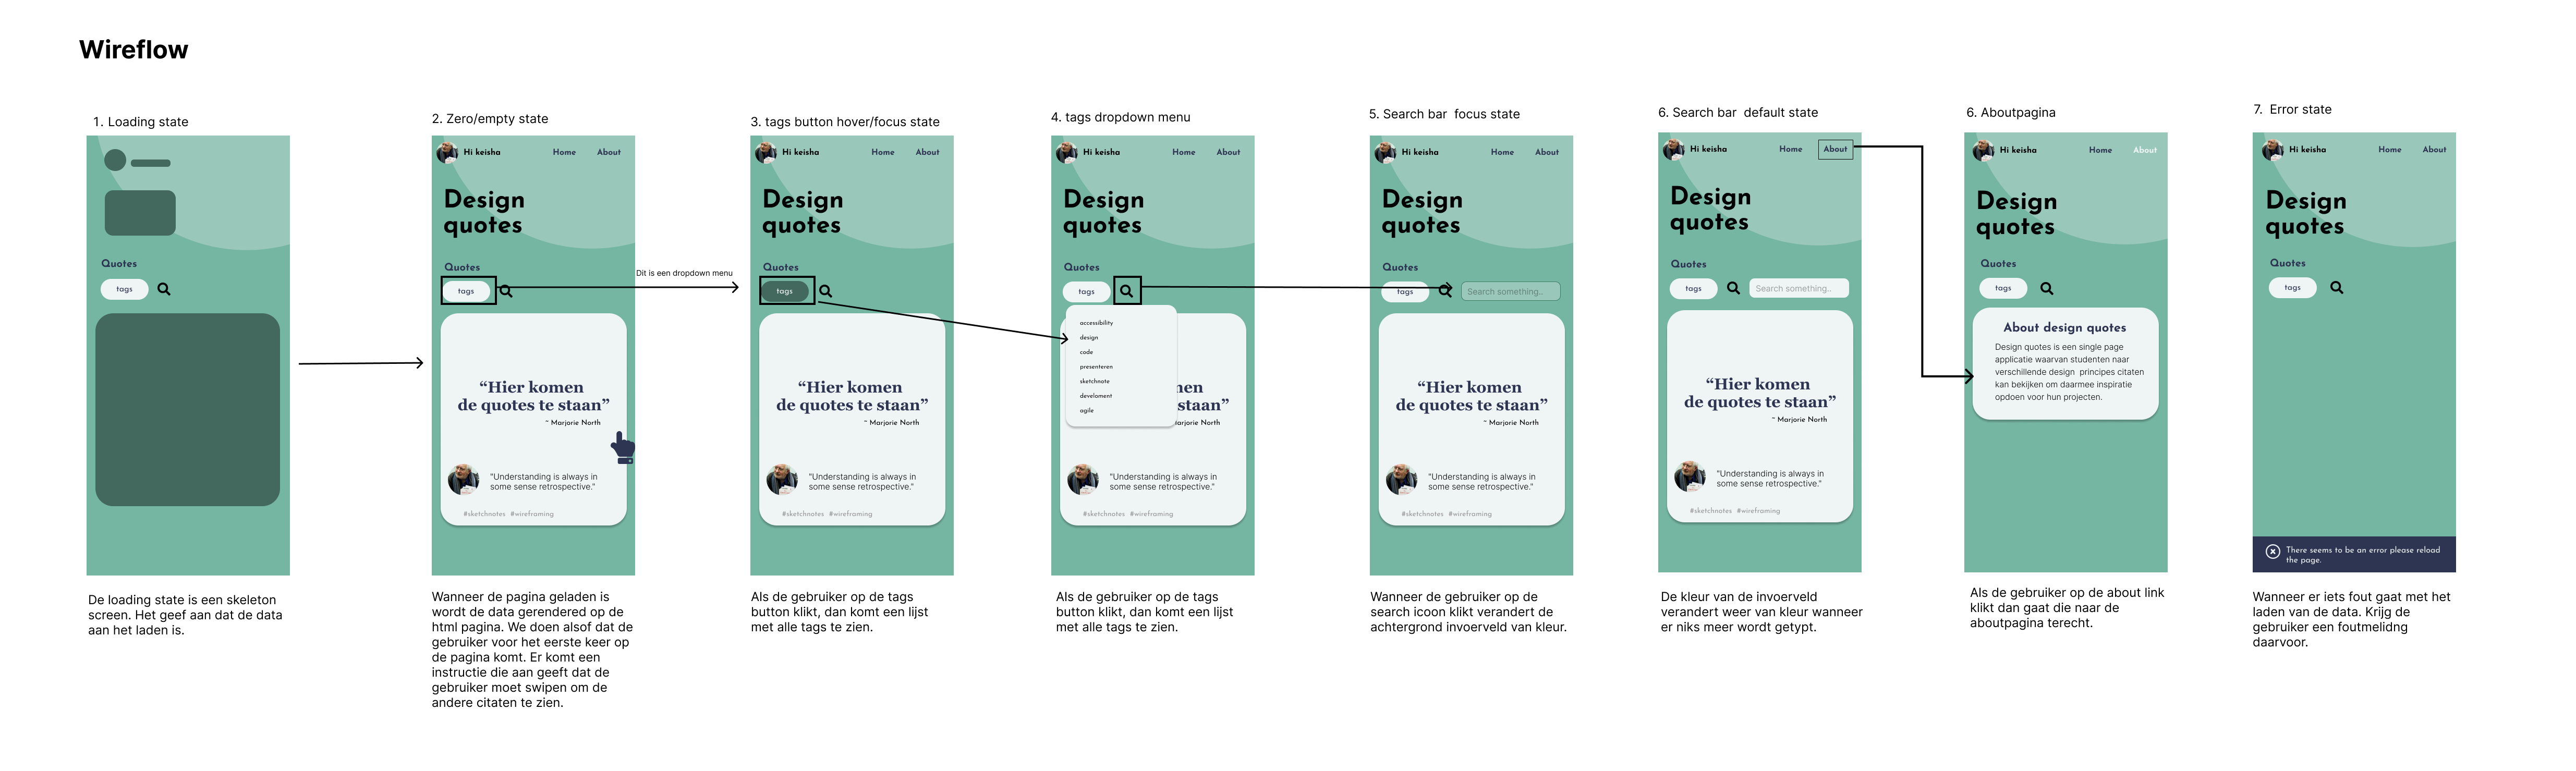 Wireflow
1. Loading state
Quotes
tags
De loading state is een skeleton
screen. Het geef aan dat de data
aan het laden is.
2. Zero/empty state
Hi keisha
Home
About
Design
quotes
Quotes
tags
Dit is een dropdown menu
“Hier komen
de quotes te staan”
~ Marjorie North
"Understanding is always in
some sense retrospective."
#sketchnotes #wireframing
Wanneer de pagina geladen is
wordt de data gerendered op de
html pagina. We doen alsof dat de
gebruiker voor het eerste keer op
de pagina komt. Er komt een
instructie die aan geeft dat de
gebruiker moet swipen om de
andere citaten te zien.
3. tags button hover/focus state
Hi keisha
Home
About
Design
quotes
Quotes
tags
“Hier komen
de quotes te staan”
~ Marjorie North
"Understanding is always in
some sense retrospective."
#sketchnotes #wireframing
Als de gebruiker op de tags
button klikt, dan komt een lijst
met alle tags te zien.
4. tags dropdown menu
Hi keisha
Home
About
Design
quotes
Quotes
tags
accessibility
design
code
presenteren
sketchnote
develoment
agile
nen
staan”
arjorie North
"Understanding is always in
some sense retrospective."
#sketchnotes #wireframing
Als de gebruiker op de tags
button klikt, dan komt een lijst
met alle tags te zien.
5. Search bar focus state
Hi keisha
Home
About
Design
quotes
Quotes
tags
Search something..
“Hier komen
de quotes te staan”
~ Marjorie North
"Understanding is always in
some sense retrospective."
#sketchnotes #wireframing
Wanneer de gebruiker op de
search icoon klikt verandert de
achtergrond invoerveld van kleur.
6. Search bar default state
Hi keisha
Home
About
Design
quotes
Quotes
tags
Search something..
“Hier komen
de quotes te staan”
~ Marjorie North
"Understanding is always in
some sense retrospective."
#sketchnotes #wireframing
De kleur van de invoerveld
verandert weer van kleur wanneer
er niks meer wordt getypt.
6. Aboutpagina
Hi keisha
Home
About
Design
quotes
Quotes
tags
About design quotes
Design quotes is een single page
applicatie waarvan studenten naar
verschillende design principes citaten
kan bekijken om daarmee inspiratie
opdoen voor hun projecten.
Als de gebruiker op de about link
klikt dan gaat die naar de
aboutpagina terecht.
7. Error state
Hi keisha
Home
About
Design
quotes
Quotes
tags
There seems to be an error please reload
the page.
Wanneer er iets fout gaat met het
laden van de data. Krijg de
gebruiker een foutmelidng
daarvoor.